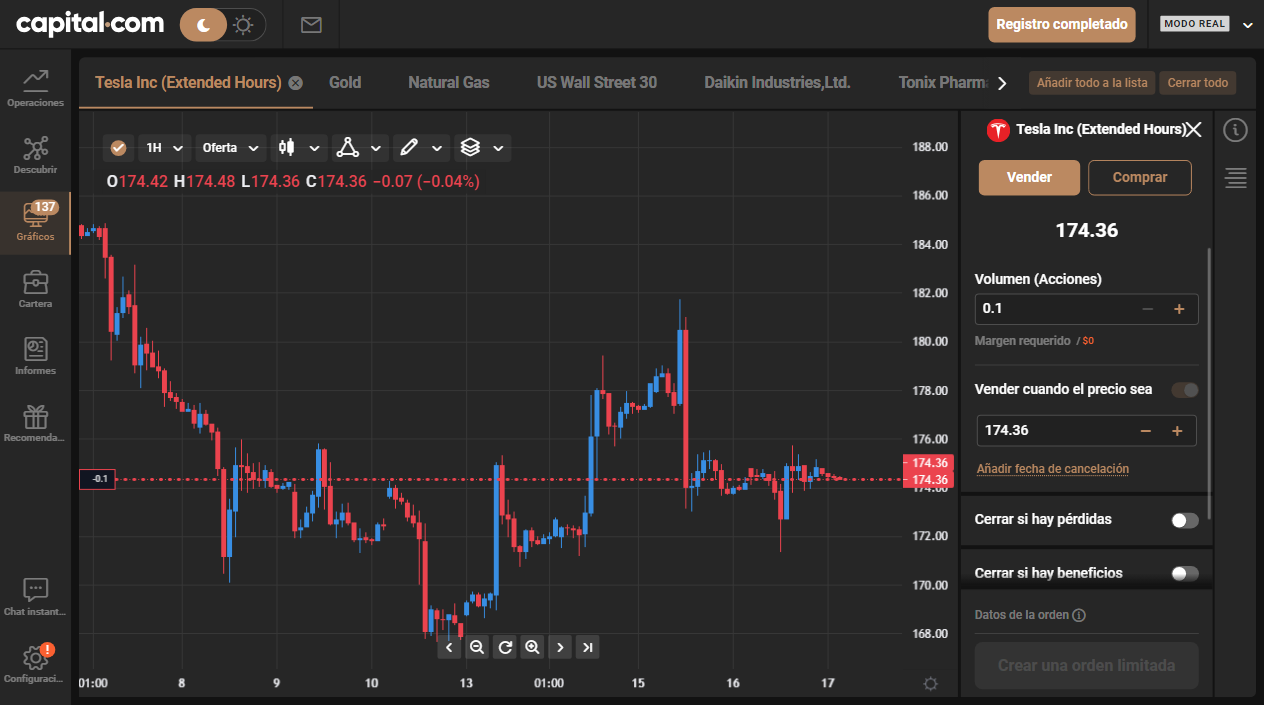 capital.com
Registro completado
MODO REAL
Operaciones
Descubrir
137
Gráficos
Cartera
Informes
Recomenda...
Chat instant...
!
Configuraci...
Tesla Inc (Extended Hours)
Gold
Natural Gas
US Wall Street 30
Daikin Industries,Ltd.
Tonix Pharm
Añadir todo a la lista
Cerrar todo
1H
Oferta
O174.42 H174.48 L174.36 C174.36 −0.07 (−0.04%)
188.00
186.00
184.00
182.00
180.00
178.00
176.00
174.36
174.36
174.00
172.00
170.00
168.00
-0.1
01:00
8
9
10
13
01:00
15
16
17
Tesla Inc (Extended Hours)
Vender
Comprar
174.36
Volumen (Acciones)
0.1
Margen requerido / $0
Vender cuando el precio sea
174.36
Añadir fecha de cancelación
Cerrar si hay pérdidas
Cerrar si hay beneficios
Datos de la orden
Crear una orden limitada